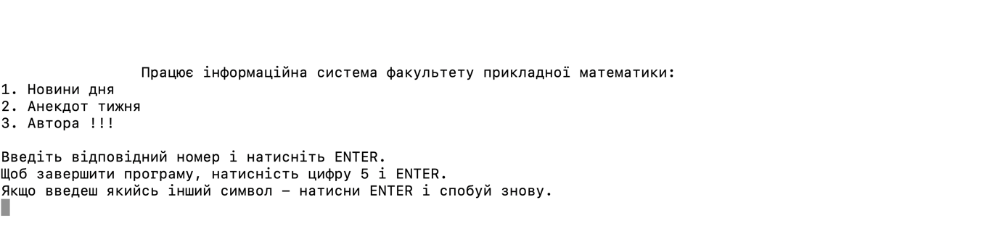 Працює інформаційна система факультету прикладної математики:
1. Новини дня
2. Анекдот тижня
3. Автора !!!
Введіть відповідний номер і натисніть ENTER.
Щоб завершити програму, натисність цифру 5 і ENTER.
Якщо введеш якийсь інший символ – натисни ENTER і спобуй знову.